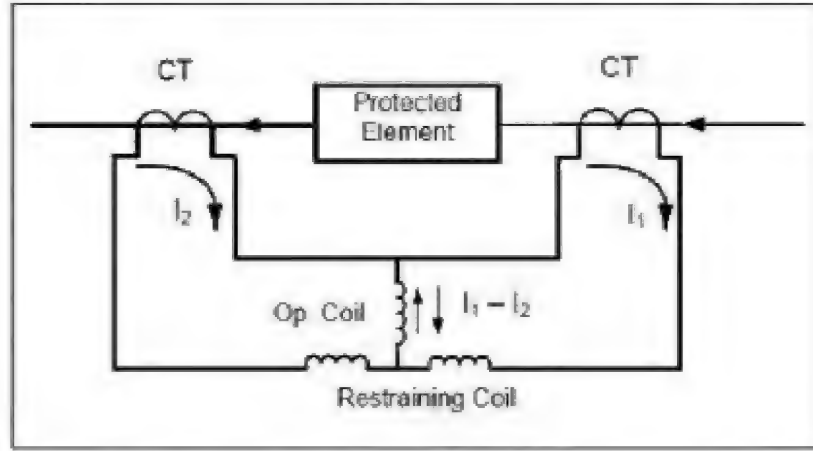 CT
CT
Protected
Element
I2
I1
Op Coil
I1 – I2
Restraining Coil